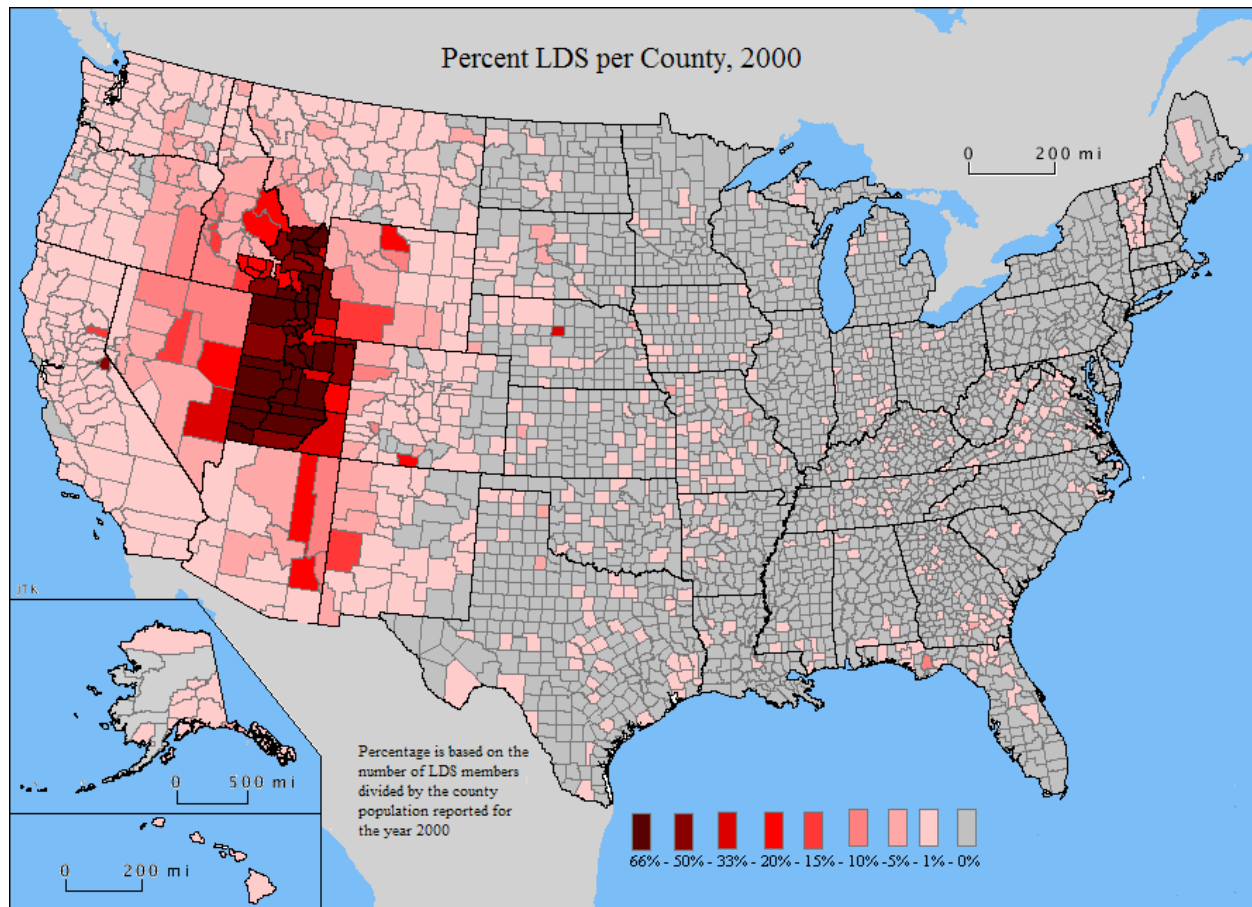 Percent LDS per County, 2000
0 200 mi
JTK
0 500 mi
0 200 mi
Percentage is based on the
number of LDS members
divided by the county
population reported for
the year 2000
66% - 50% - 33% - 20% - 15% - 10% -5% - 1% - 0%